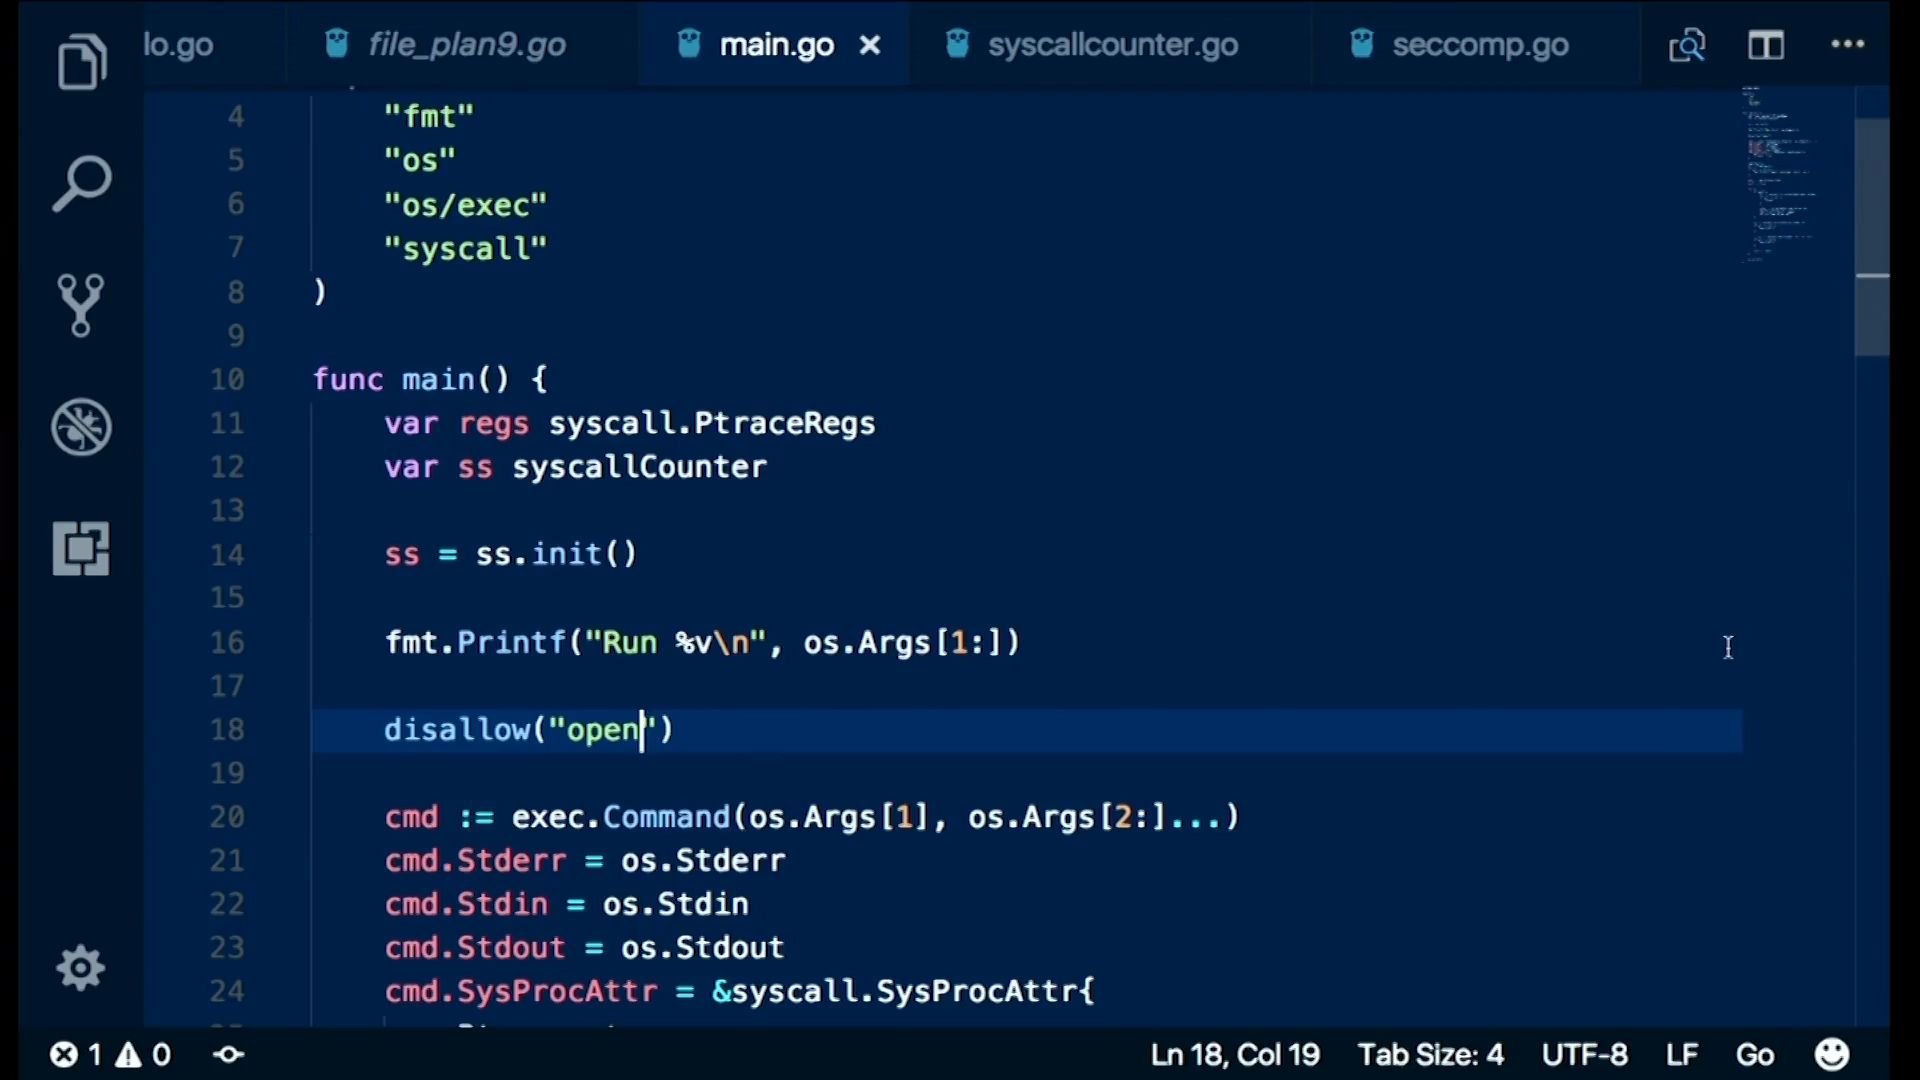 lo.go file_plan9.go main.go syscallcounter.go seccomp.go
4 "fmt"
5 "os"
6 "os/exec"
7 "syscall"
8 )
9
10 func main() {
11 var regs syscall.PtraceRegs
12 var ss syscallCounter
13
14 ss = ss.init()
15
16 fmt.Printf("Run %v\n", os.Args[1:])
17
18 disallow("open")
19
20 cmd := exec.Command(os.Args[1], os.Args[2:]...)
21 cmd.Stderr = os.Stderr
22 cmd.Stdin = os.Stdin
23 cmd.Stdout = os.Stdout
24 cmd.SysProcAttr = &syscall.SysProcAttr{
1 0 Ln 18, Col 19 Tab Size: 4 UTF-8 LF Go